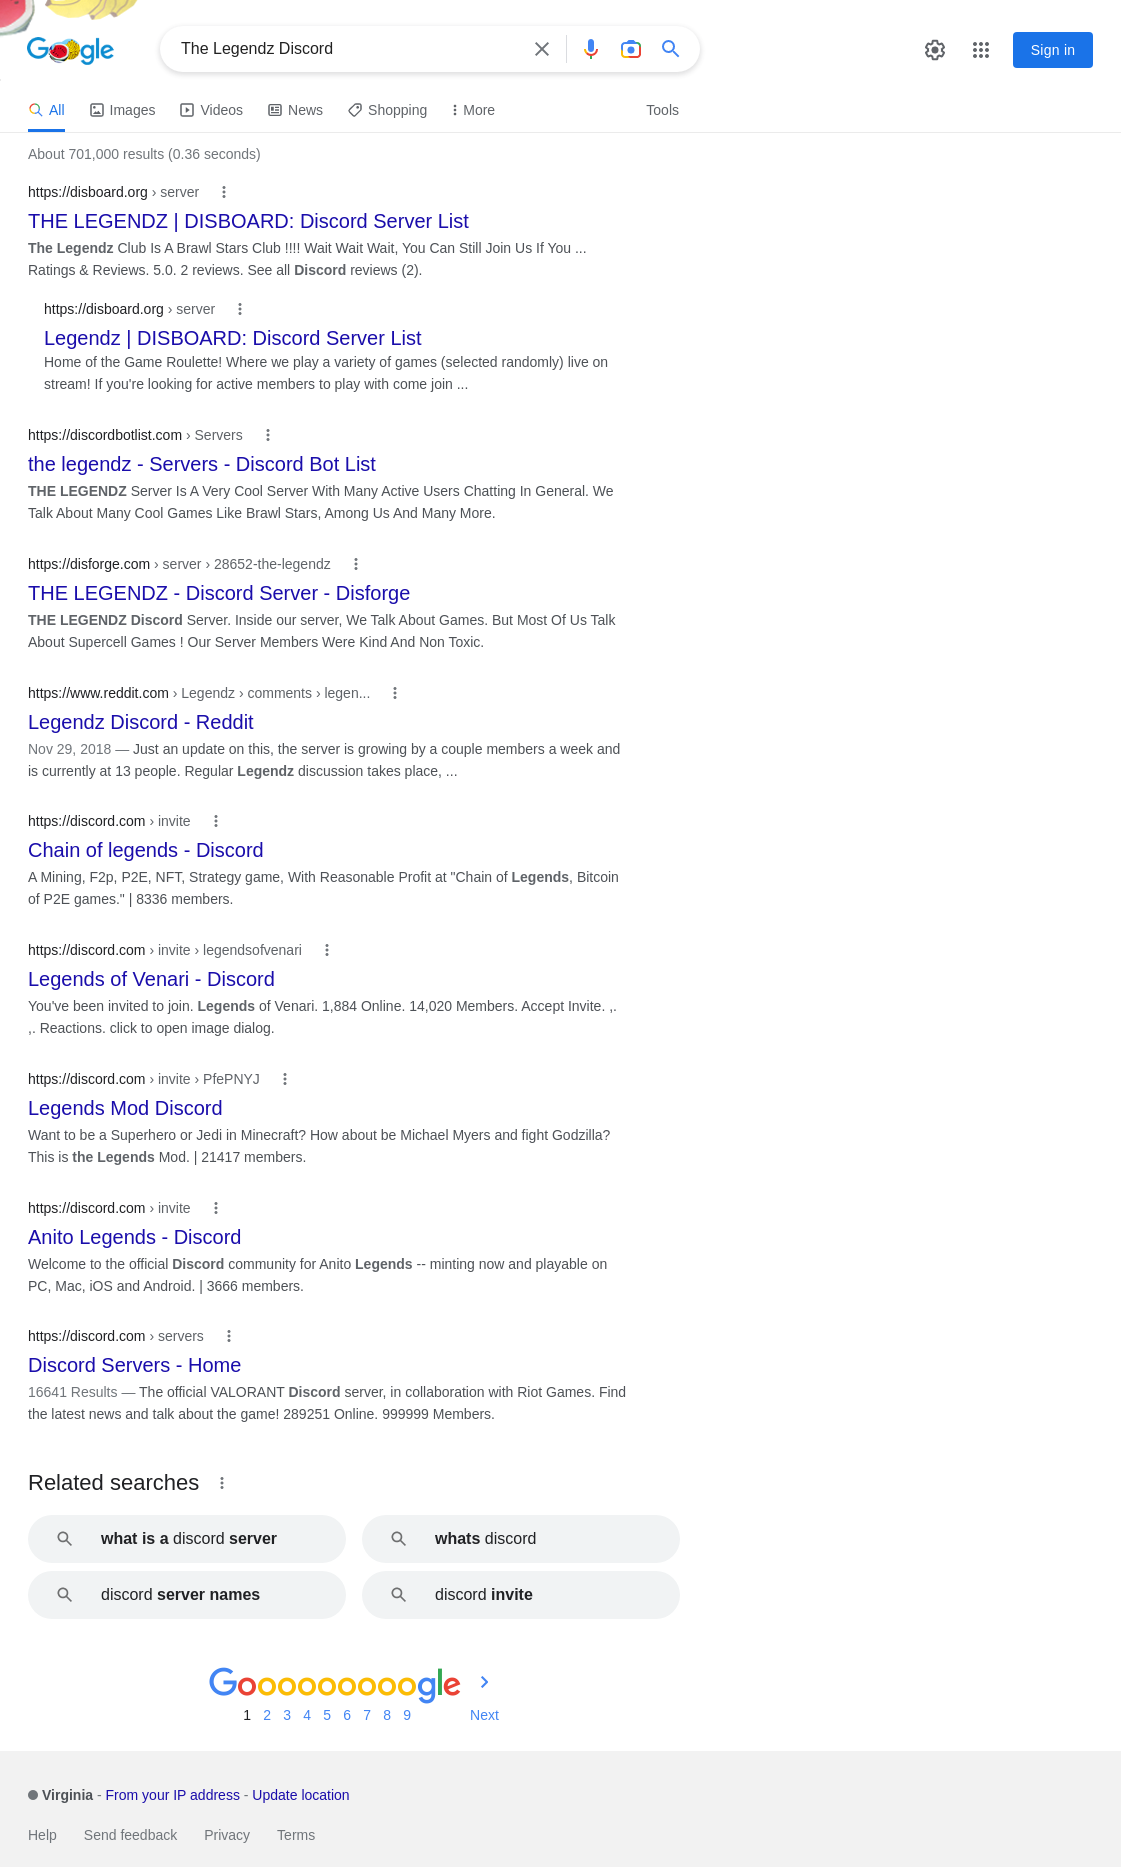 Google
The Legendz Discord
Sign in
All Images Videos News Shopping More Tools
About 701,000 results (0.36 seconds)
https://disboard.org › server
THE LEGENDZ | DISBOARD: Discord Server List
The Legendz Club Is A Brawl Stars Club !!!! Wait Wait Wait, You Can Still Join Us If You ...
Ratings & Reviews. 5.0. 2 reviews. See all Discord reviews (2).
https://disboard.org › server
Legendz | DISBOARD: Discord Server List
Home of the Game Roulette! Where we play a variety of games (selected randomly) live on
stream! If you're looking for active members to play with come join ...
https://discordbotlist.com › Servers
the legendz - Servers - Discord Bot List
THE LEGENDZ Server Is A Very Cool Server With Many Active Users Chatting In General. We
Talk About Many Cool Games Like Brawl Stars, Among Us And Many More.
https://disforge.com › server › 28652-the-legendz
THE LEGENDZ - Discord Server - Disforge
THE LEGENDZ Discord Server. Inside our server, We Talk About Games. But Most Of Us Talk
About Supercell Games ! Our Server Members Were Kind And Non Toxic.
https://www.reddit.com › Legendz › comments › legen...
Legendz Discord - Reddit
Nov 29, 2018 — Just an update on this, the server is growing by a couple members a week and
is currently at 13 people. Regular Legendz discussion takes place, ...
https://discord.com › invite
Chain of legends - Discord
A Mining, F2p, P2E, NFT, Strategy game, With Reasonable Profit at "Chain of Legends, Bitcoin
of P2E games." | 8336 members.
https://discord.com › invite › legendsofvenari
Legends of Venari - Discord
You've been invited to join. Legends of Venari. 1,884 Online. 14,020 Members. Accept Invite. ,.
,. Reactions. click to open image dialog.
https://discord.com › invite › PfePNYJ
Legends Mod Discord
Want to be a Superhero or Jedi in Minecraft? How about be Michael Myers and fight Godzilla?
This is the Legends Mod. | 21417 members.
https://discord.com › invite
Anito Legends - Discord
Welcome to the official Discord community for Anito Legends -- minting now and playable on
PC, Mac, iOS and Android. | 3666 members.
https://discord.com › servers
Discord Servers - Home
16641 Results — The official VALORANT Discord server, in collaboration with Riot Games. Find
the latest news and talk about the game! 289251 Online. 999999 Members.
Related searches
what is a discord server
whats discord
discord server names
discord invite
Gooooooooogle
1 2 3 4 5 6 7 8 9 Next
Virginia - From your IP address - Update location
Help Send feedback Privacy Terms